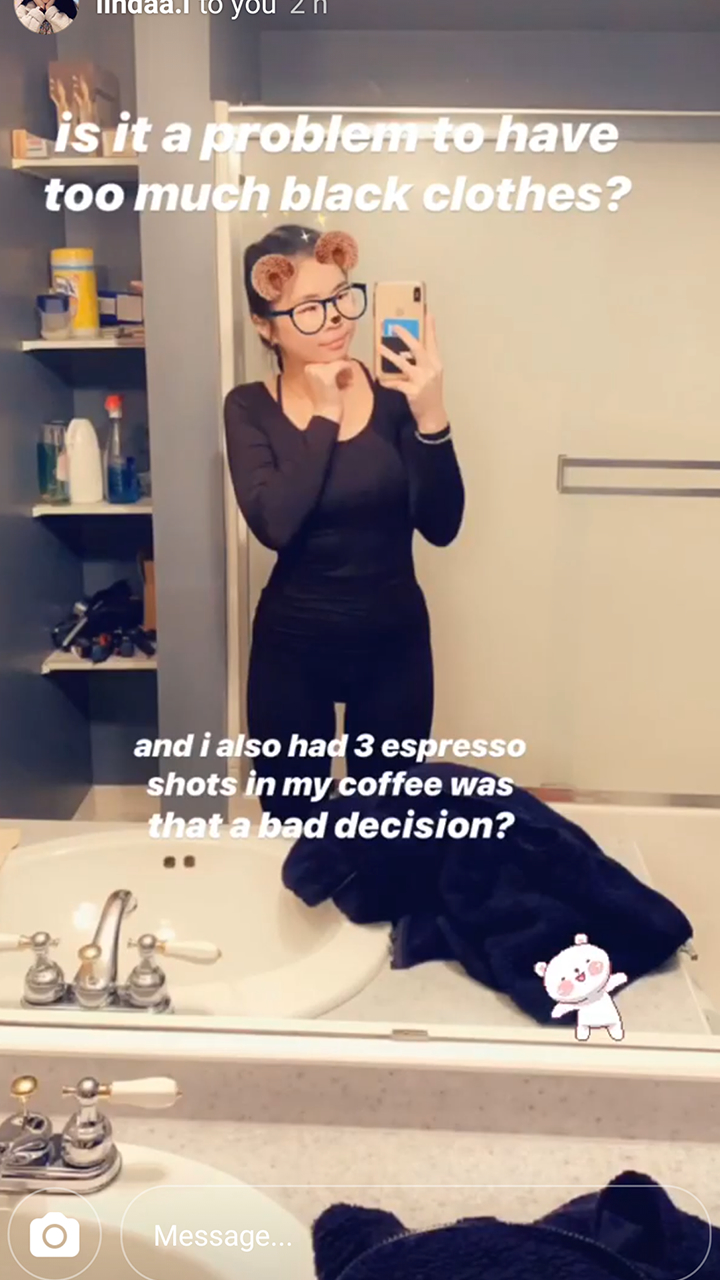 lindaa.l to you 2 h
is it a problem to have
too much black clothes?
and i also had 3 espresso
shots in my coffee was
that a bad decision?
Message...